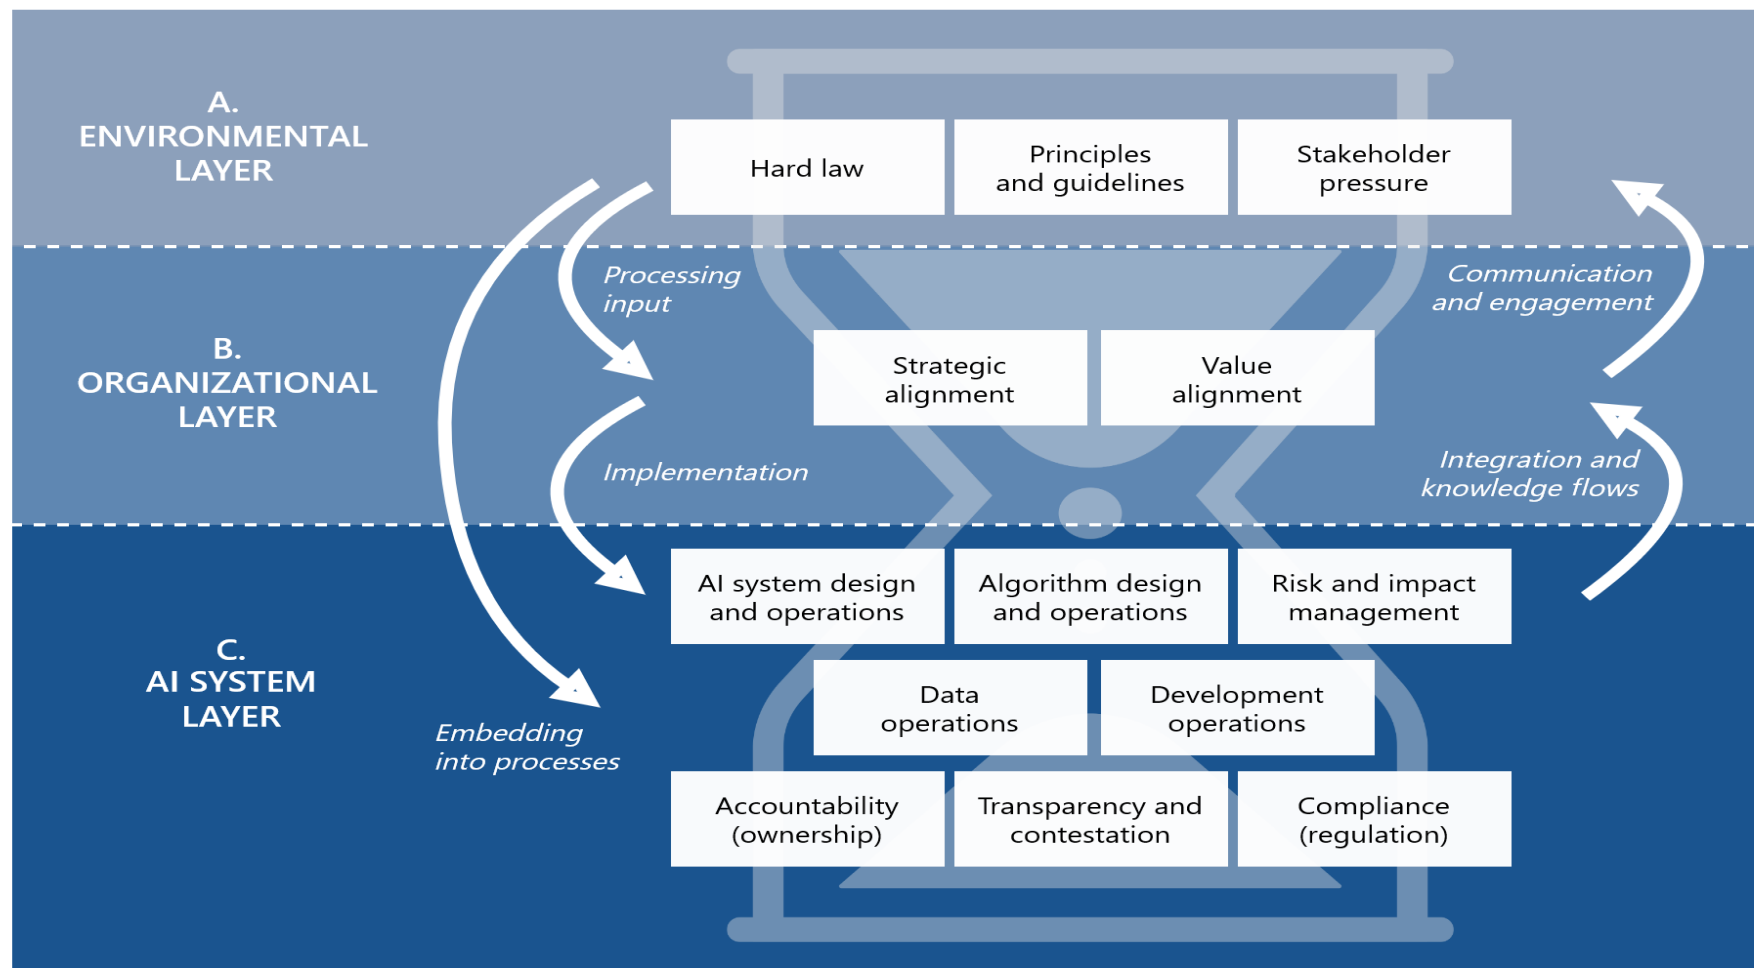 A.
ENVIRONMENTAL
LAYER
Hard law
Principles
and guidelines
Stakeholder
pressure
Processing
input
Communication
and engagement
B.
ORGANIZATIONAL
LAYER
Strategic
alignment
Value
alignment
Implementation
Integration and
knowledge flows
C.
AI SYSTEM
LAYER
AI system design
and operations
Algorithm design
and operations
Risk and impact
management
Data
operations
Development
operations
Embedding
into processes
Accountability
(ownership)
Transparency and
contestation
Compliance
(regulation)